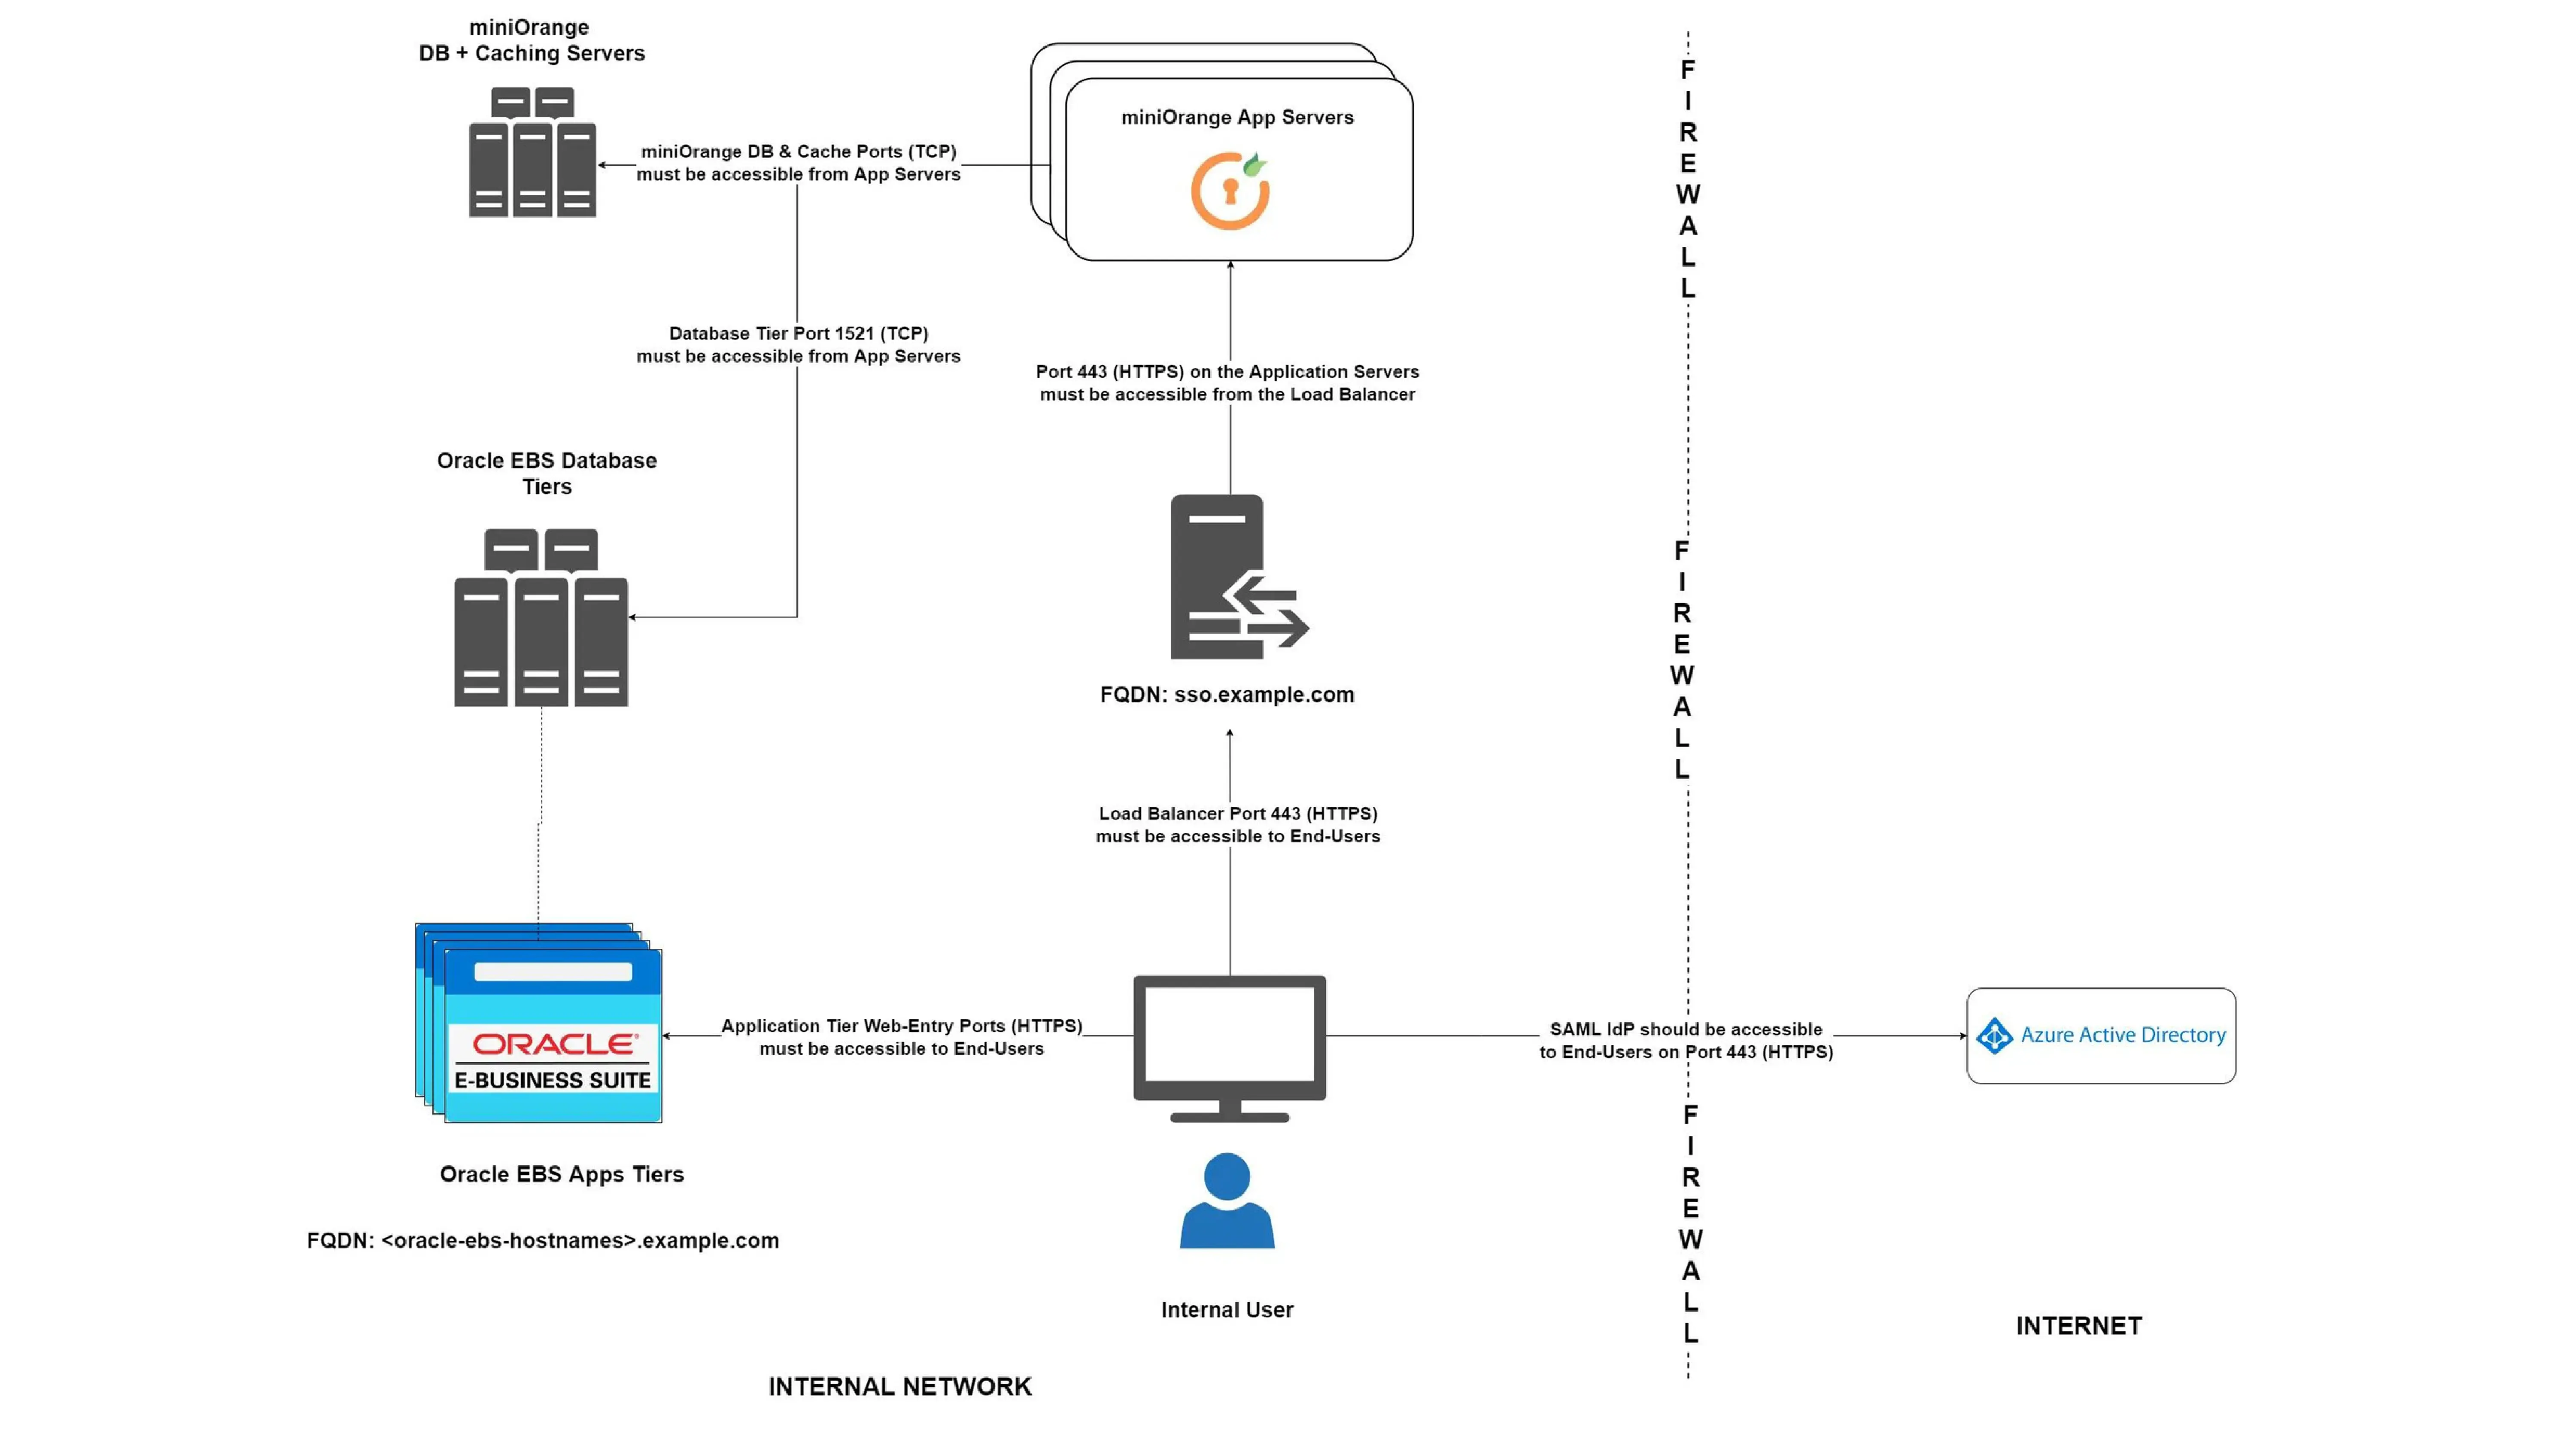 miniOrange
DB + Caching Servers
miniOrange App Servers
miniOrange DB & Cache Ports (TCP)
must be accessible from App Servers
Database Tier Port 1521 (TCP)
must be accessible from App Servers
Port 443 (HTTPS) on the Application Servers
must be accessible from the Load Balancer
Oracle EBS Database
Tiers
FQDN: sso.example.com
Load Balancer Port 443 (HTTPS)
must be accessible to End-Users
ORACLE
E-BUSINESS SUITE
Application Tier Web-Entry Ports (HTTPS)
must be accessible to End-Users
SAML IdP should be accessible
to End-Users on Port 443 (HTTPS)
Azure Active Directory
Oracle EBS Apps Tiers
FQDN: <oracle-ebs-hostnames>.example.com
Internal User
INTERNAL NETWORK
FIREWALL
FIREWALL
FIREWALL
INTERNET